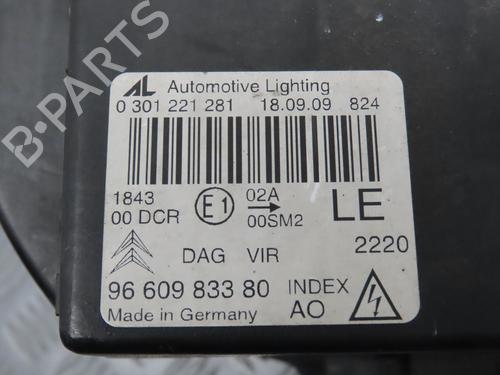 AL Automotive Lighting
0 301 221 281 18.09.09 824
1843 02A
00 DCR E1 00SM2 LE
DAG VIR 2220
96 609 833 80 INDEX
Made in Germany AO
B-PARTS